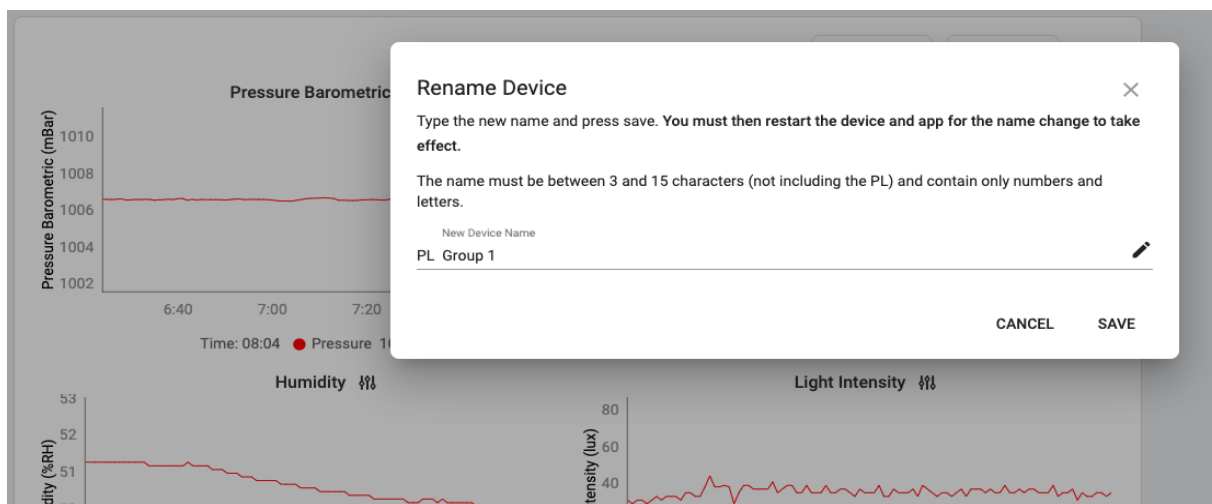 Rename Device
Type the new name and press save. You must then restart the device and app for the name change to take
effect.
The name must be between 3 and 15 characters (not including the PL) and contain only numbers and
letters.
New Device Name
PL Group 1
CANCEL SAVE
Pressure Barometric
Pressure Barometric (mBar)
1010
1008
1006
1004
1002
6:40 7:00 7:20
Time: 08:04 Pressure
Humidity
53
52
51
(%RH)
Light Intensity
80
60
40
(lux)